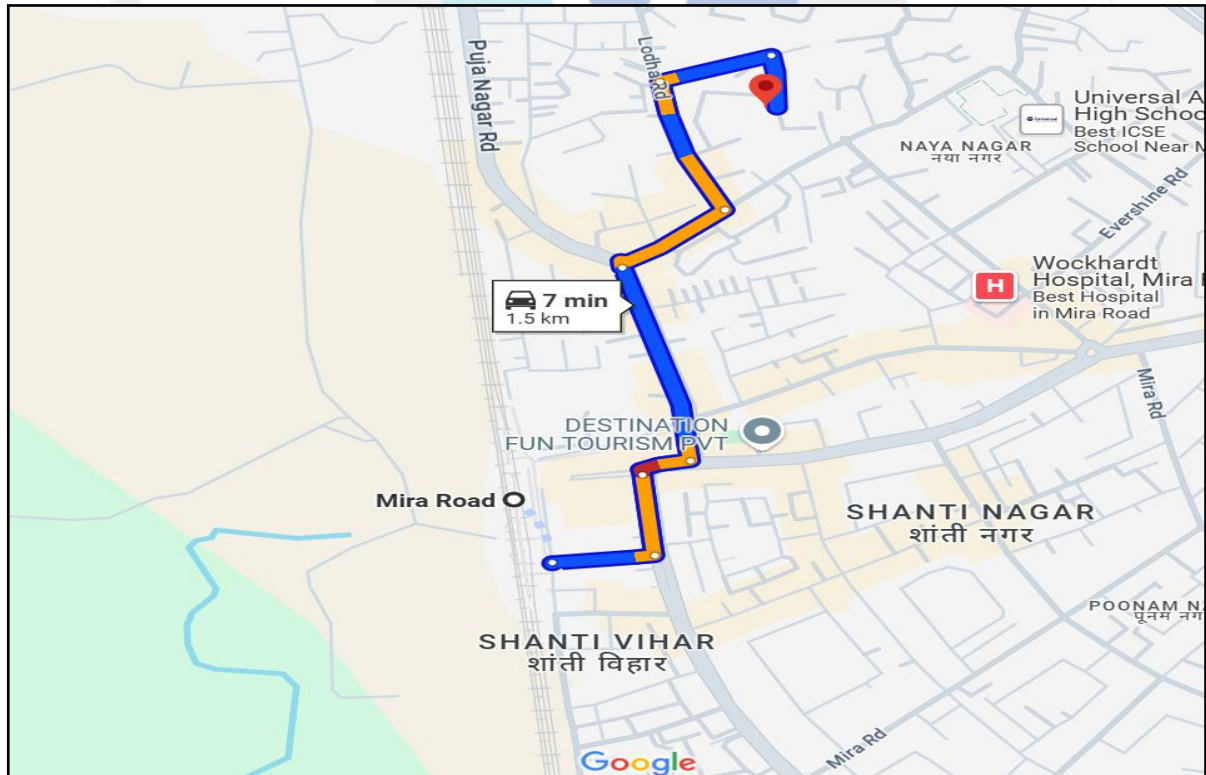 Lodha Rd
Puja Nagar Rd
Universal A
High Schoo
Best ICSE
School Near M
NAYA NAGAR
नया नगर
Evershine Rd
Wockhardt
Hospital, Mira
Best Hospital
in Mira Road
H
7 min
1.5 km
Mira Rd
DESTINATION
FUN TOURISM PVT
Mira Road
SHANTI NAGAR
शांती नगर
POONAM NA
पूनम नग
SHANTI VIHAR
शांती विहार
Mira Rd
Google